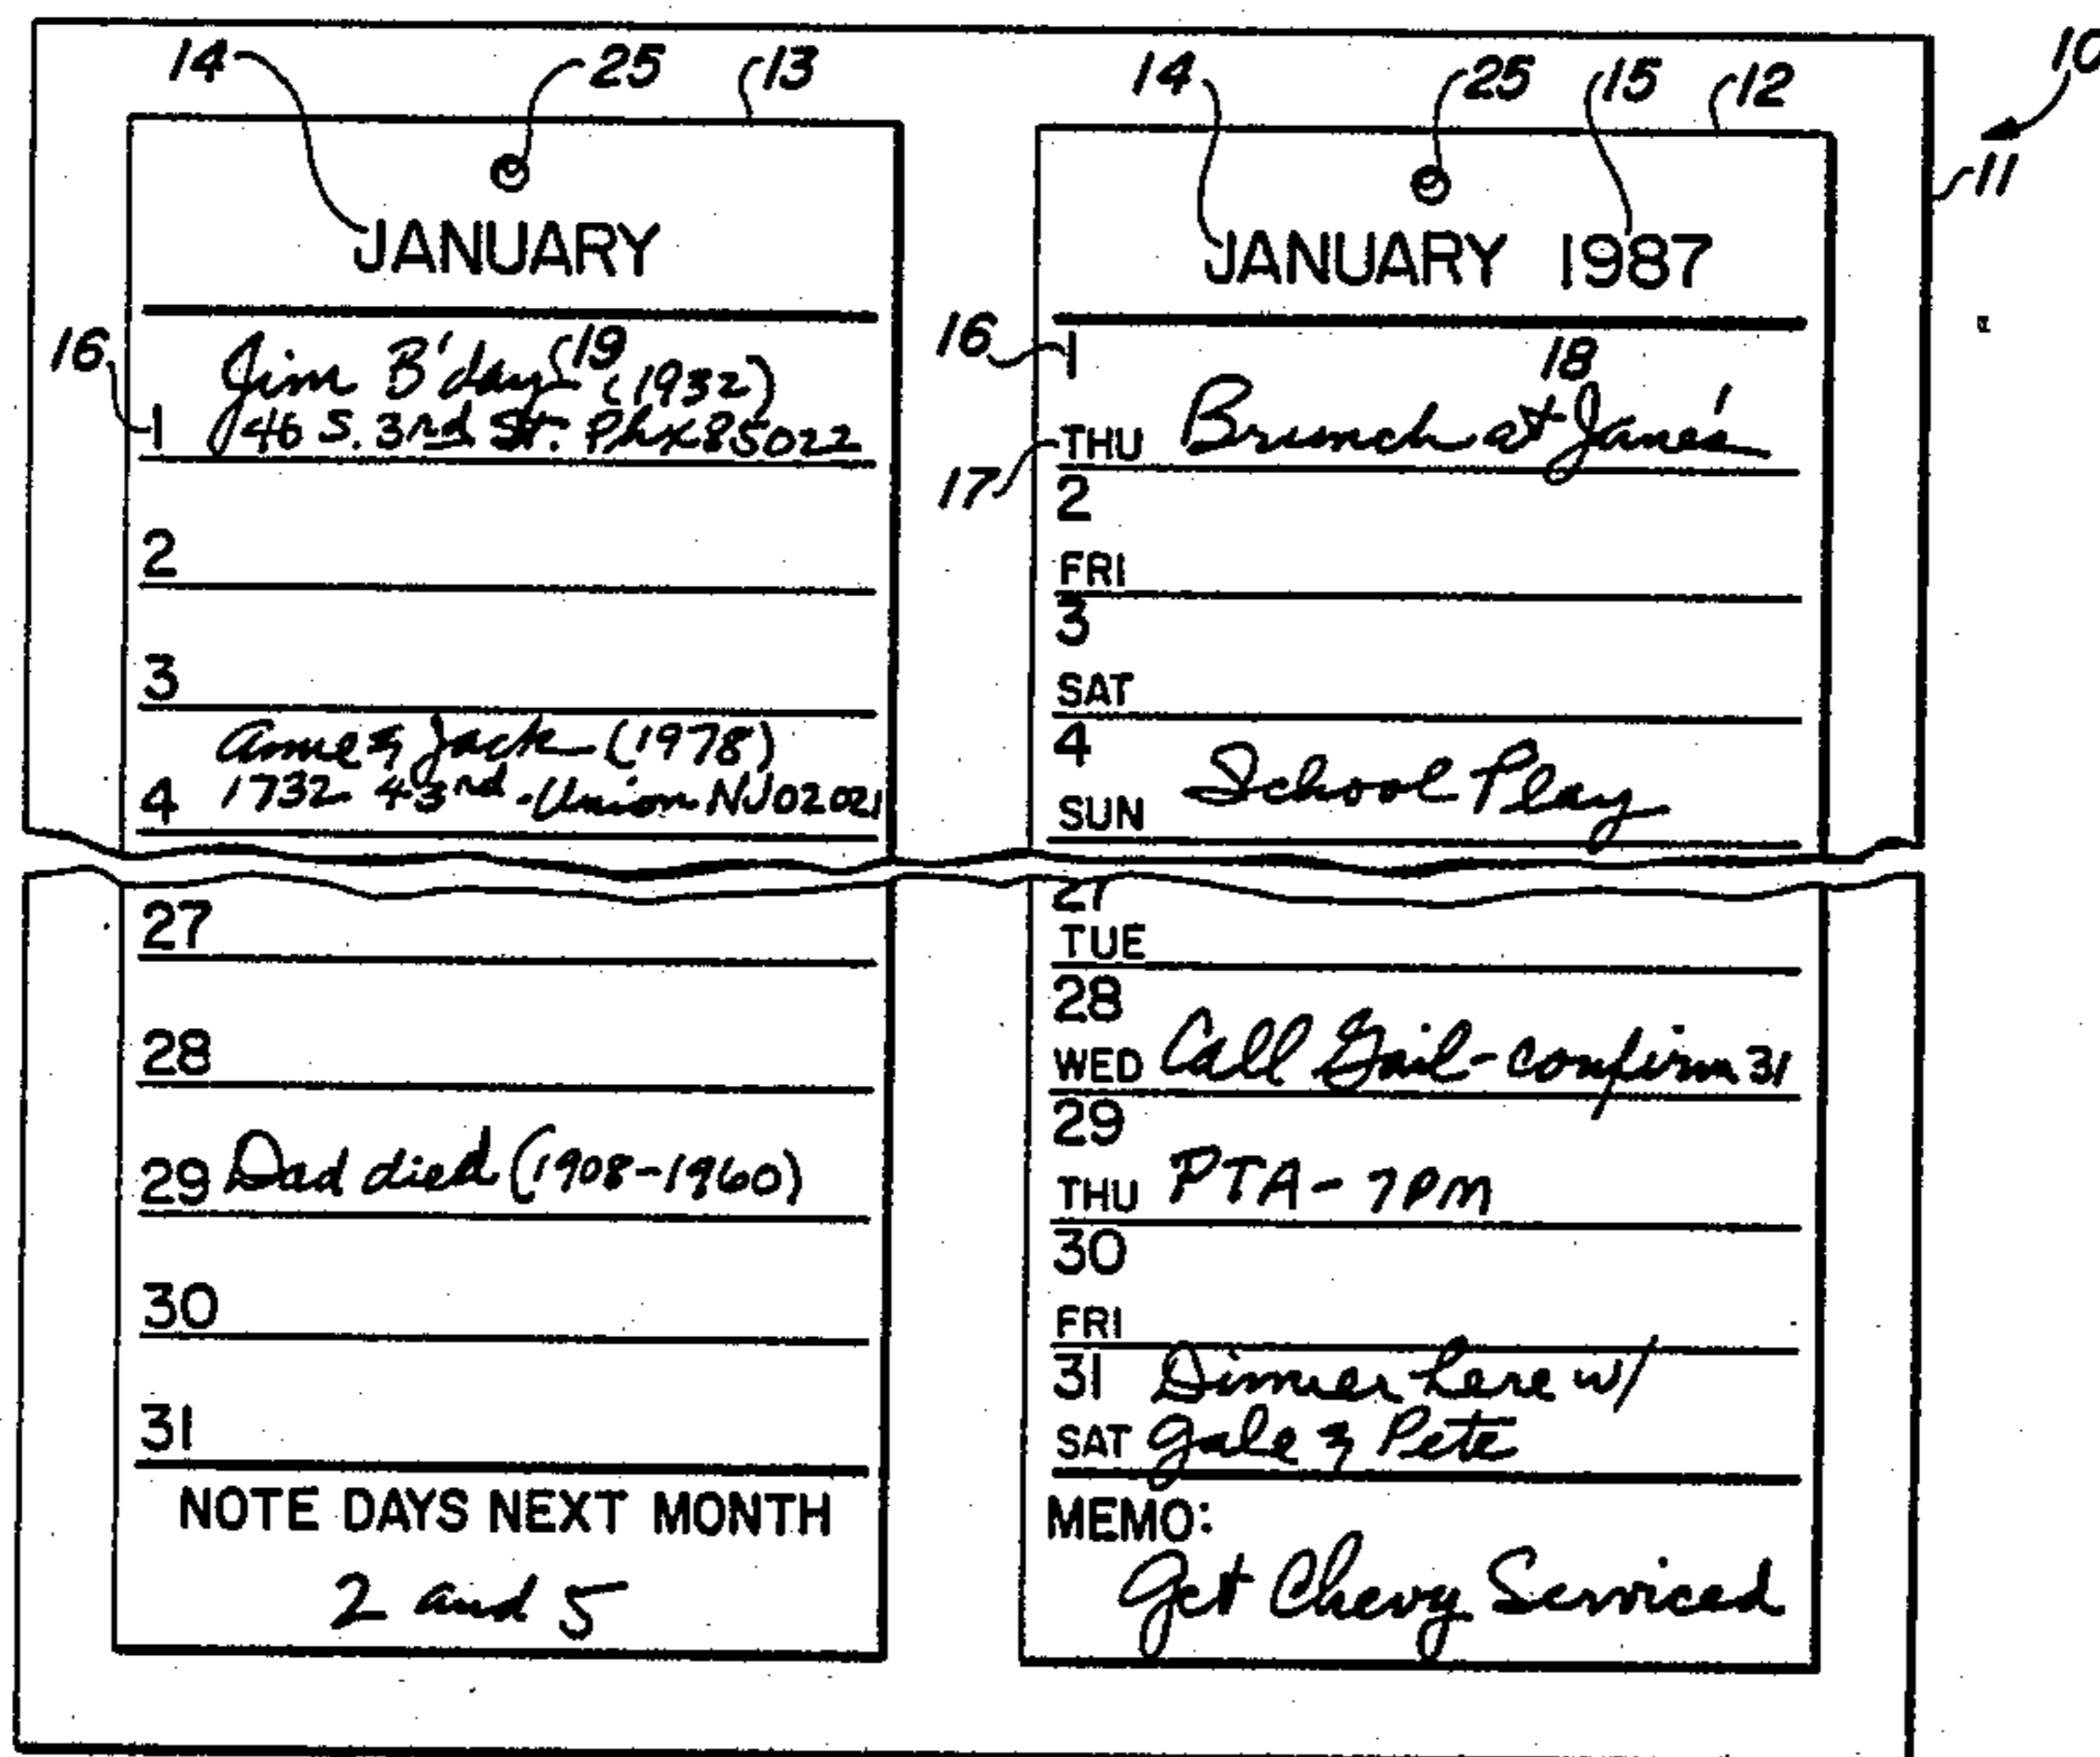 14 25 13 14 25 15 12 10
11
JANUARY
16
Jim B'day 19 (1932)
1 46 S. 3rd St. Phx 85022
2
3
Anne & Jack (1978)
4 1732 43rd - Union NJ 02021
27
28
29 Dad died (1908-1960)
30
31
NOTE DAYS NEXT MONTH
2 and 5
JANUARY 1987
16 1 18
17 THU Brunch at Jane's
2
FRI
3
SAT
4
SUN School Play
27
TUE
28
WED Call Gail - confirm 31
29
THU PTA - 7PM
30
FRI
31 Dinner here w/
SAT Gale & Pete
MEMO:
Get Chevy Serviced